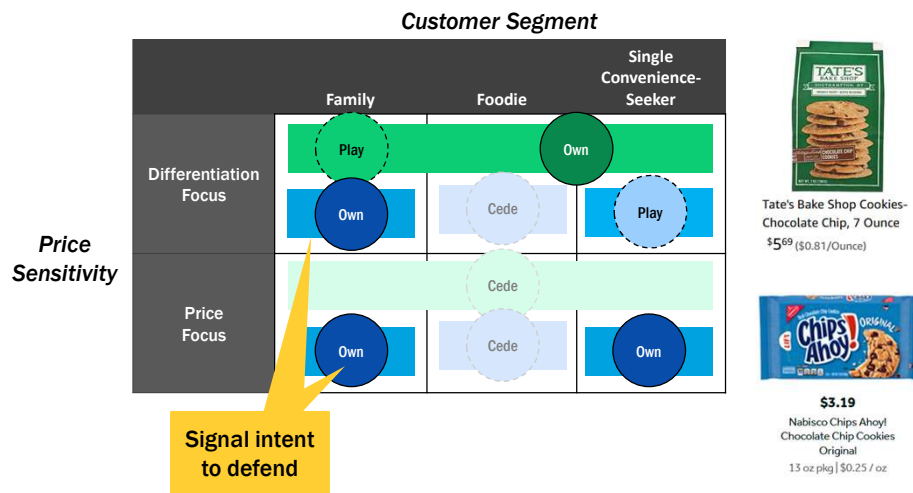 Customer Segment
Family
Foodie
Single
Convenience-
Seeker
Price
Sensitivity
Differentiation
Focus
Play
Own
Own
Cede
Play
Price
Focus
Cede
Own
Cede
Own
Signal intent
to defend
TATE'S
BAKE SHOP
CHOCOLATE CHIP
COOKIES
Tate's Bake Shop Cookies-
Chocolate Chip, 7 Ounce
$569 ($0.81/Ounce)
Chips
Ahoy!
ORIGINAL
$3.19
Nabisco Chips Ahoy!
Chocolate Chip Cookies
Original
13 oz pkg | $0.25 / oz